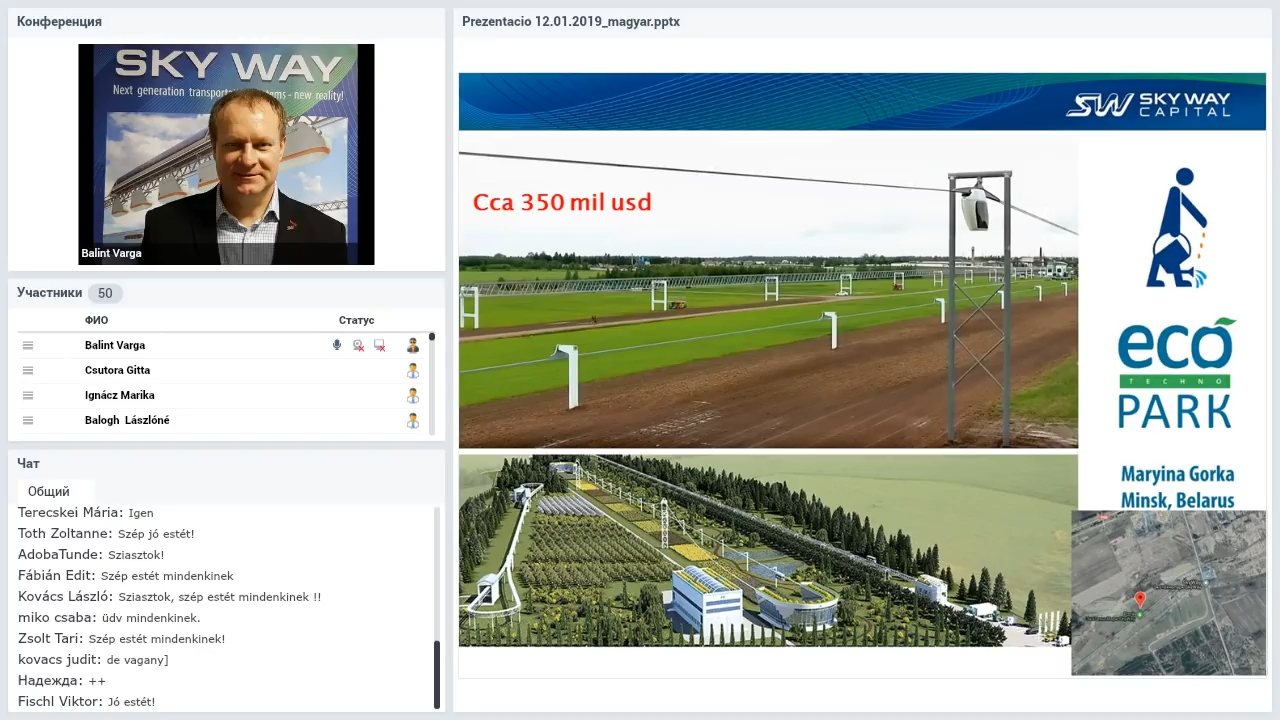 Конференция
SKY WAY
Next generation
new reality!
Balint Varga
Участники 50
ФИО Статус
Balint Varga
Csutora Gitta
Ignácz Marika
Balogh Lászlóné
Чат
Общий
Terecskei Mária: Igen
Toth Zoltanne: Szép jó estét!
AdobaTunde: Sziasztok!
Fábián Edit: Szép estét mindenkinek
Kovács László: Sziasztok, szép estét mindenkinek !!
miko csaba: üdv mindenkinek.
Zsolt Tari: Szép estét mindenkinek!
kovacs judit: de vagany]
Надежда: ++
Fischl Viktor: Jó estét!
Prezentacio 12.01.2019_magyar.pptx
SW SKY WAY
CAPITAL
Cca 350 mil usd
eco
TECHNO
PARK
Maryina Gorka
Minsk, Belarus